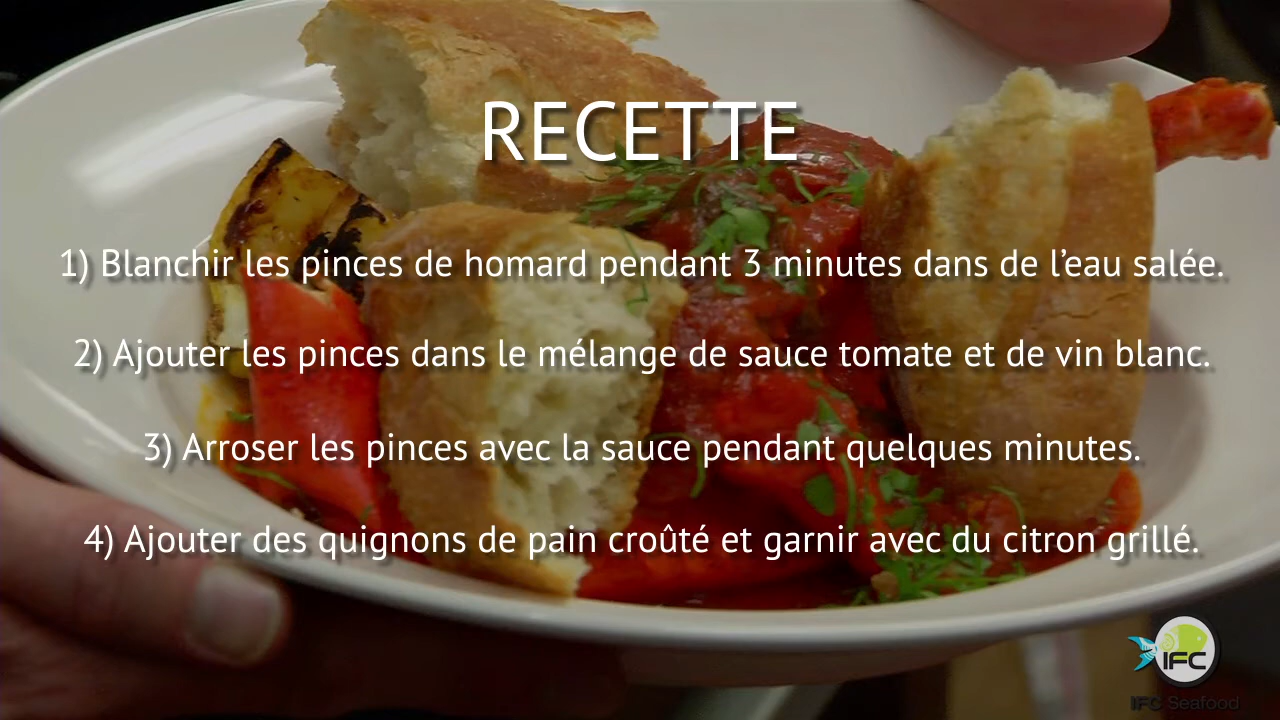 RECETTE
1) Blanchir les pinces de homard pendant 3 minutes dans de l’eau salée.
2) Ajouter les pinces dans le mélange de sauce tomate et de vin blanc.
3) Arroser les pinces avec la sauce pendant quelques minutes.
4) Ajouter des quignons de pain croûté et garnir avec du citron grillé.
IFC
IFC Seafood